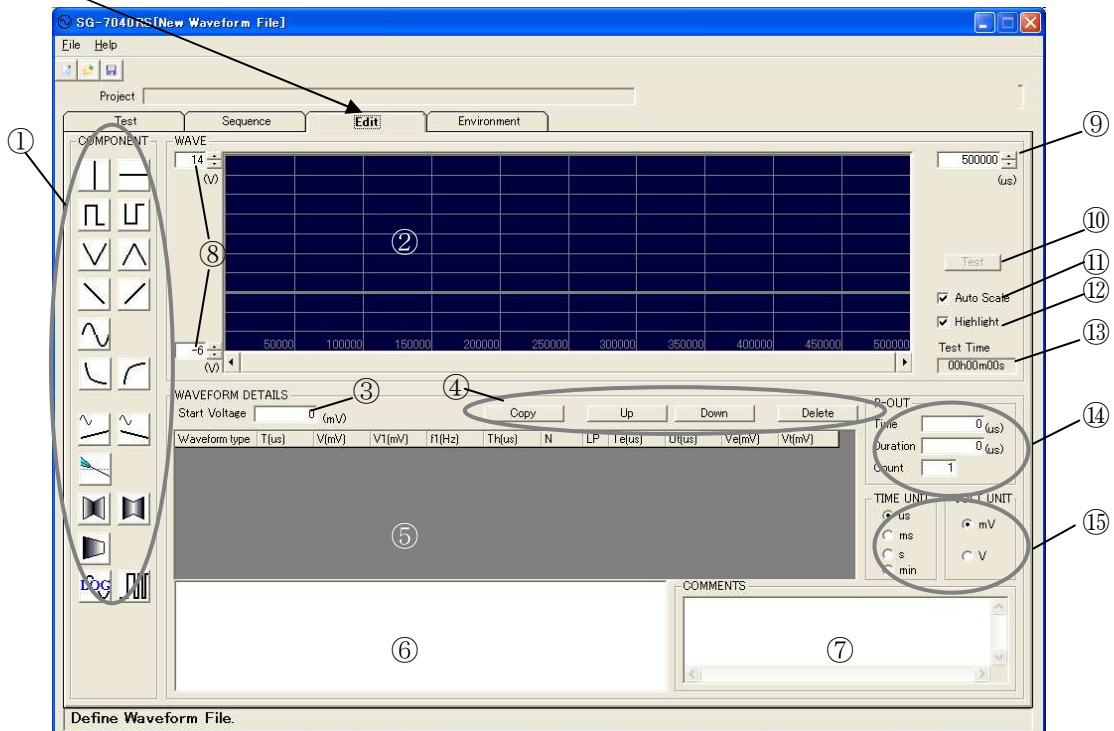 SG-7040RS[New Waveform File]
File Help
Project
Test Sequence Edit Environment
① COMPONENT WAVE ⑨
14 500000
(V) (us)
② ⑧ ⑩
Test
⑪ Auto Scale
⑫ Highlight
⑬ Test Time
00h00m00s
-6 50000 100000 150000 200000 250000 300000 350000 400000 450000 500000
(V)
WAVEFORM DETAILS ③ ④
Start Voltage 0 (mV) Copy Up Down Delete
Waveform type T(us) V(mV) V1(mV) f1(Hz) Th(us) N LP Te(us) Ut(us) Ve(mV) Vt(mV)
⑤
P-OUT
Time 0 (us)
Duration 0 (us)
Count 1
⑭
TIME UNIT VOLT UNIT
us mV
ms
s V
min
⑮
LOG
⑥
COMMENTS
⑦
Define Waveform File.